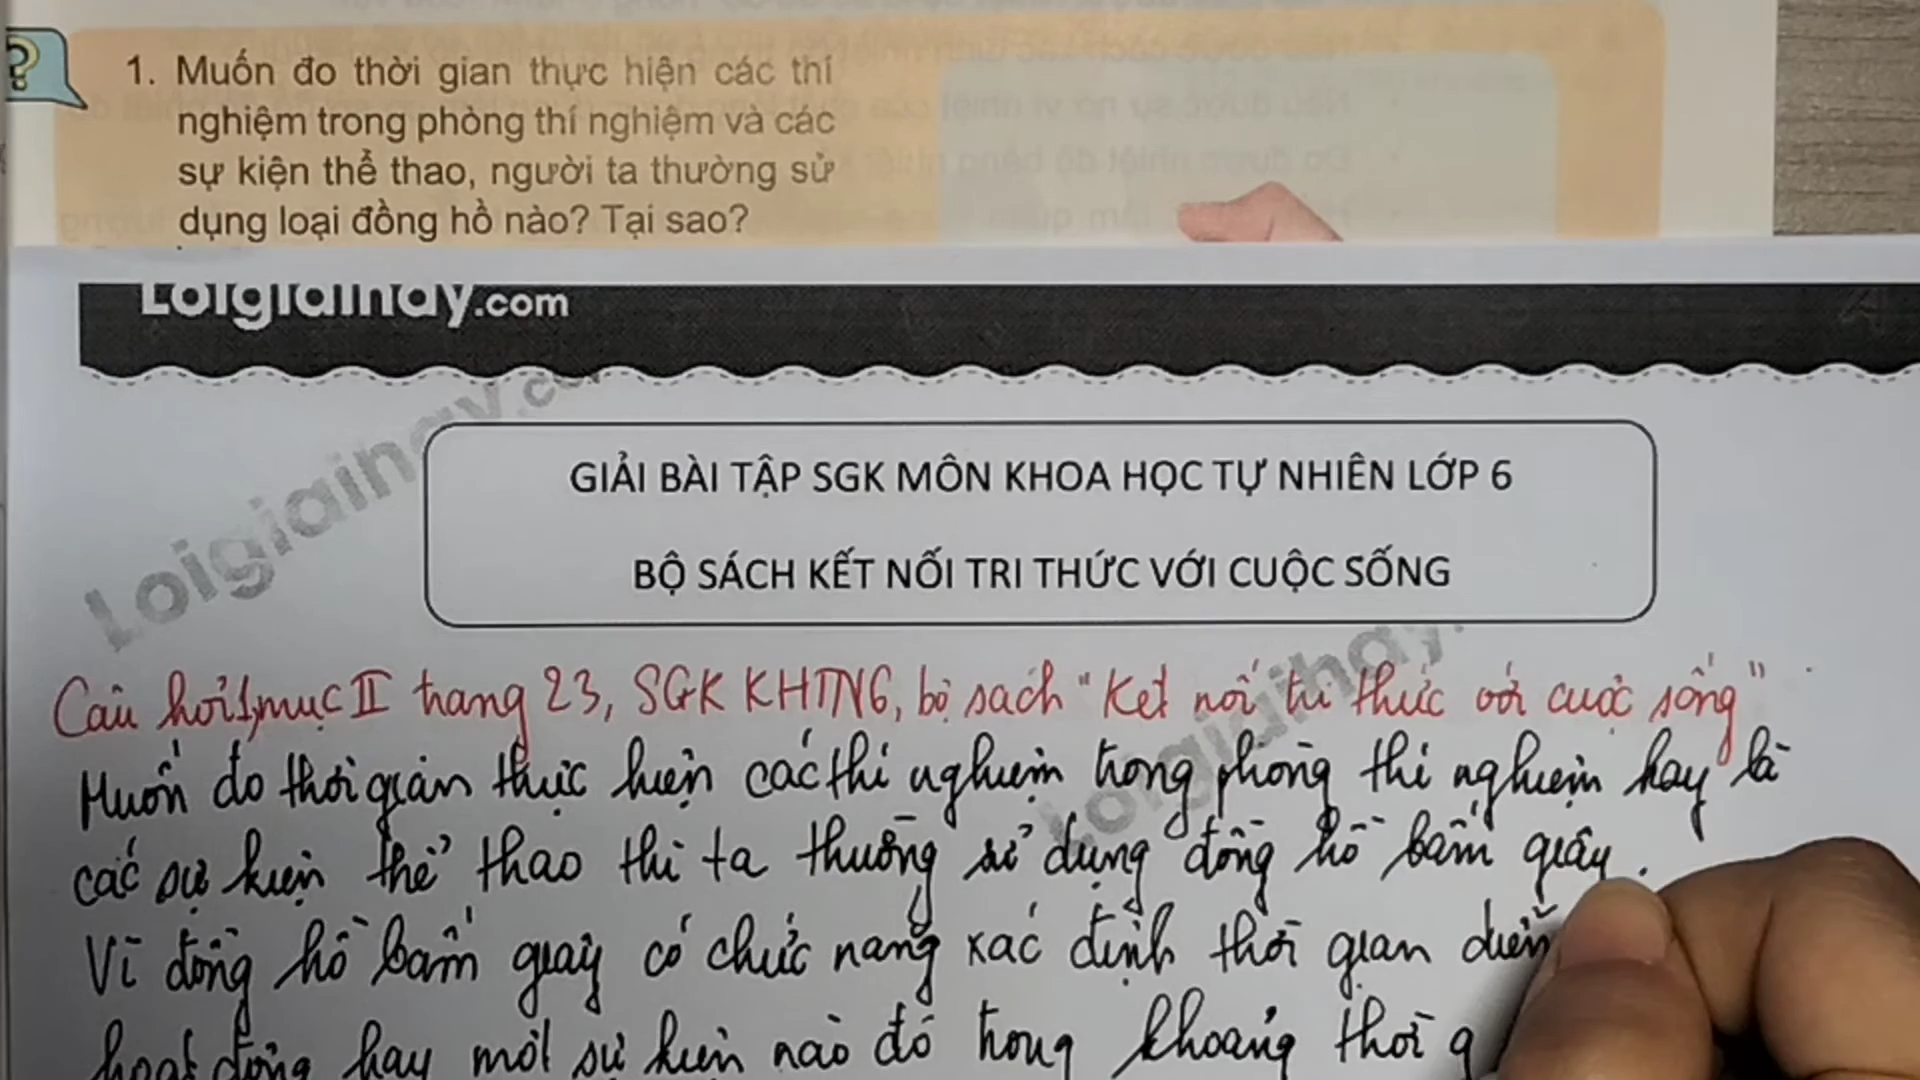 1. Muốn đo thời gian thực hiện các thí
nghiệm trong phòng thí nghiệm và các
sự kiện thể thao, người ta thường sử
dụng loại đồng hồ nào? Tại sao?
Loigiaihay.com
GIẢI BÀI TẬP SGK MÔN KHOA HỌC TỰ NHIÊN LỚP 6
BỘ SÁCH KẾT NỐI TRI THỨC VỚI CUỘC SỐNG
Loigiaihay.com
Loigiaihay.
Loigiaihay
Câu hỏi 1, mục II trang 23, SGK KHTN6, bộ sách "Kết nối tri thức với cuộc sống"
Muốn đo thời gian thực hiện các thí nghiệm trong phòng thí nghiệm hay là
các sự kiện thể thao thì ta thường sử dụng đồng hồ bấm giây.
Vì đồng hồ bấm giây có chức năng xác định thời gian diễn
hoạt động hay một sự kiện nào đó trong khoảng thời g